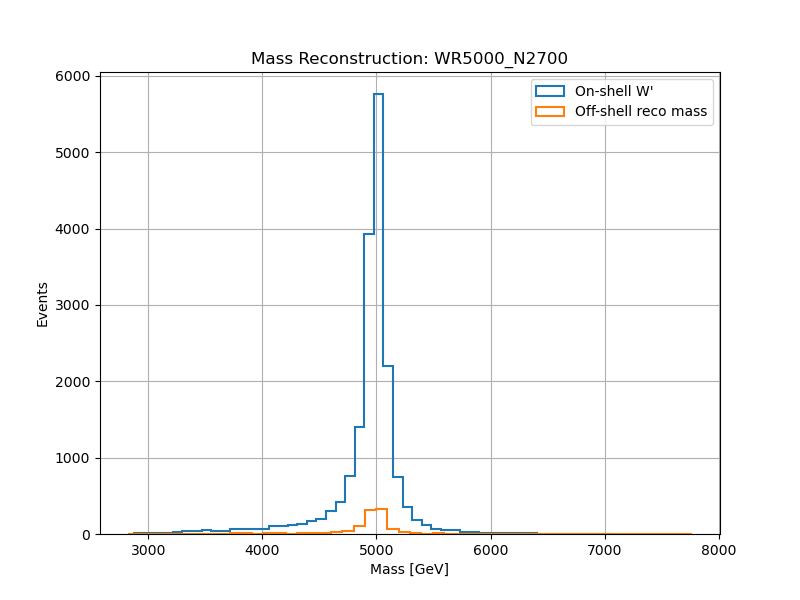 Mass Reconstruction: WR5000_N2700
On-shell W'
Off-shell reco mass
6000
5000
4000
3000
2000
1000
0
Events
3000 4000 5000 6000 7000 8000
Mass [GeV]